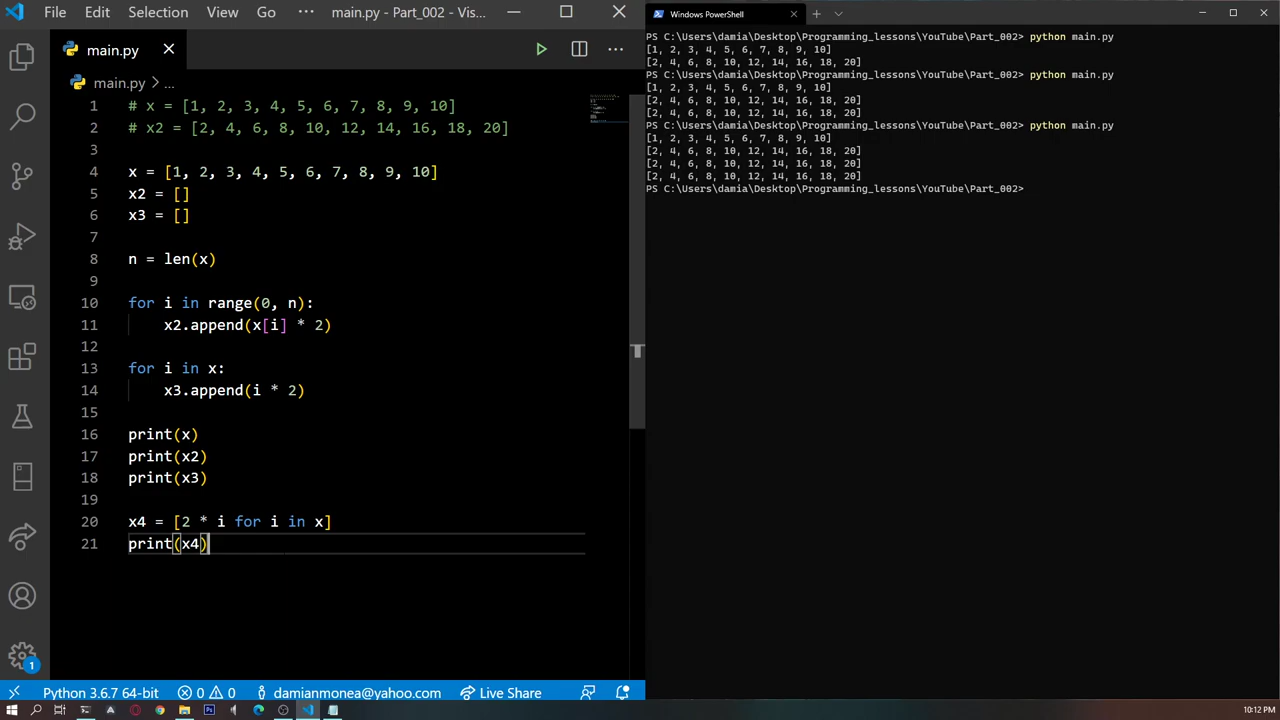 File Edit Selection View Go ··· main.py - Part_002 - Vis...
main.py
main.py > ...
1 # x = [1, 2, 3, 4, 5, 6, 7, 8, 9, 10]
2 # x2 = [2, 4, 6, 8, 10, 12, 14, 16, 18, 20]
3
4 x = [1, 2, 3, 4, 5, 6, 7, 8, 9, 10]
5 x2 = []
6 x3 = []
7
8 n = len(x)
9
10 for i in range(0, n):
11     x2.append(x[i] * 2)
12
13 for i in x:
14     x3.append(i * 2)
15
16 print(x)
17 print(x2)
18 print(x3)
19
20 x4 = [2 * i for i in x]
21 print(x4)
1
Python 3.6.7 64-bit 0 0 damianmonea@yahoo.com Live Share
Windows PowerShell
PS C:\Users\damia\Desktop\Programming_lessons\YouTube\Part_002> python main.py
[1, 2, 3, 4, 5, 6, 7, 8, 9, 10]
[2, 4, 6, 8, 10, 12, 14, 16, 18, 20]
PS C:\Users\damia\Desktop\Programming_lessons\YouTube\Part_002> python main.py
[1, 2, 3, 4, 5, 6, 7, 8, 9, 10]
[2, 4, 6, 8, 10, 12, 14, 16, 18, 20]
[2, 4, 6, 8, 10, 12, 14, 16, 18, 20]
PS C:\Users\damia\Desktop\Programming_lessons\YouTube\Part_002> python main.py
[1, 2, 3, 4, 5, 6, 7, 8, 9, 10]
[2, 4, 6, 8, 10, 12, 14, 16, 18, 20]
[2, 4, 6, 8, 10, 12, 14, 16, 18, 20]
[2, 4, 6, 8, 10, 12, 14, 16, 18, 20]
PS C:\Users\damia\Desktop\Programming_lessons\YouTube\Part_002>
10:12 PM